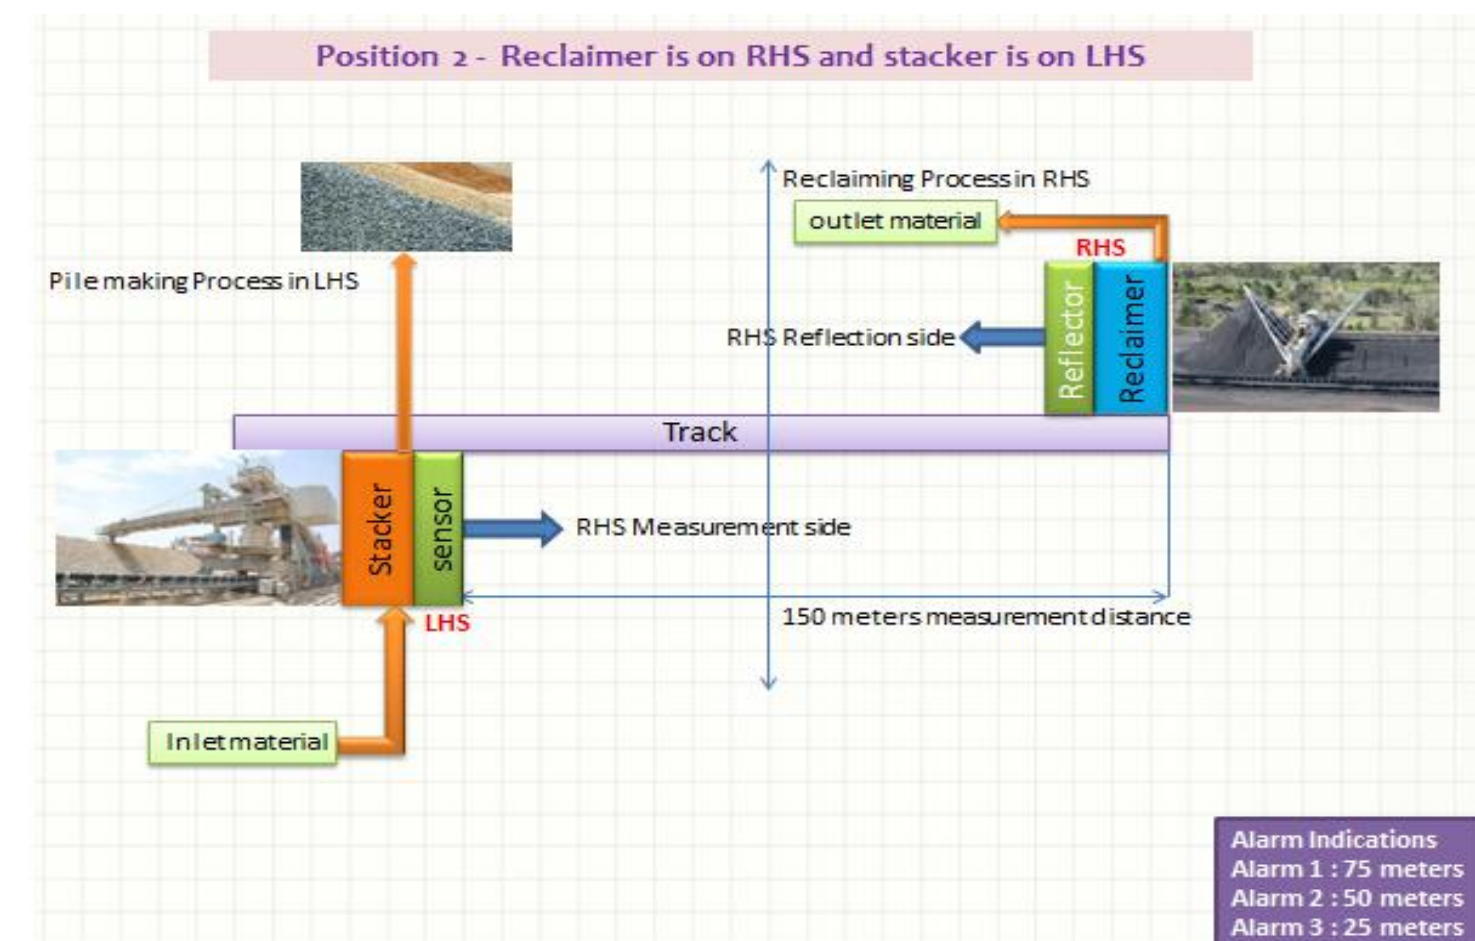 Position 2 - Reclaimer is on RHS and stacker is on LHS
Reclaiming Process in RHS
outlet material
RHS
Pile making Process in LHS
Reflector
Reclaimer
RHS Reflection side
Track
Stacker
sensor
RHS Measurement side
LHS
150 meters measurement distance
Inlet material
Alarm Indications
Alarm 1 : 75 meters
Alarm 2 : 50 meters
Alarm 3 : 25 meters